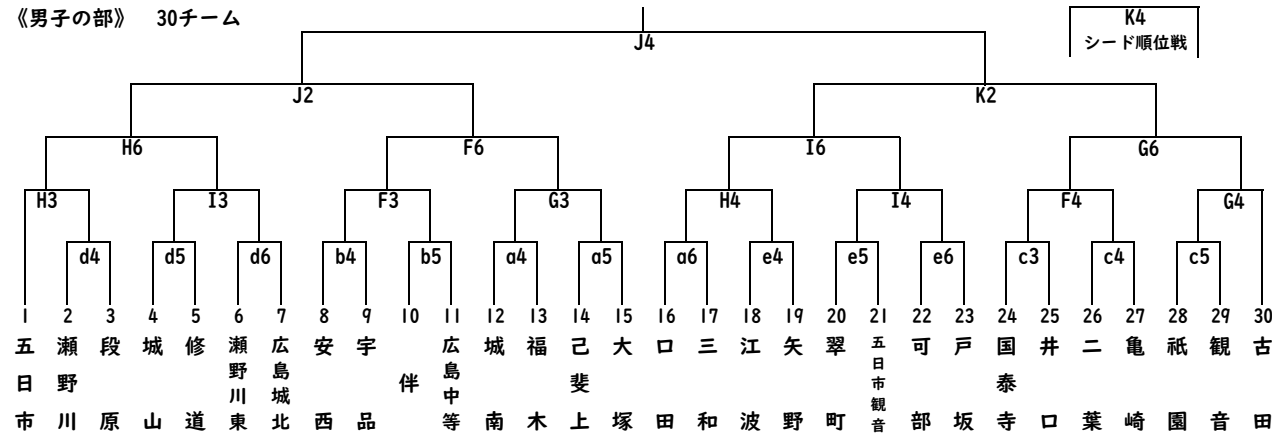 《男子の部》 30チーム
K4
シード順位戦
J4
J2 K2
H6 F6 I6 G6
H3 I3 F3 G3 H4 I4 F4 G4
d4 d5 d6 b4 b5 a4 a5 a6 e4 e5 e6 c3 c4 c5
1 2 3 4 5 6 7 8 9 10 11 12 13 14 15 16 17 18 19 20 21 22 23 24 25 26 27 28 29 30
五日市
瀬野川
段原
城山
修道
瀬野川東
広島城北
安西
宇品
伴
広島中等
城南
福木
己斐上
大塚
口田
三和
江波
矢野
翠町
五日市観音
可部
戸坂
国泰寺
井口
二葉
亀崎
祇園
観音
古田